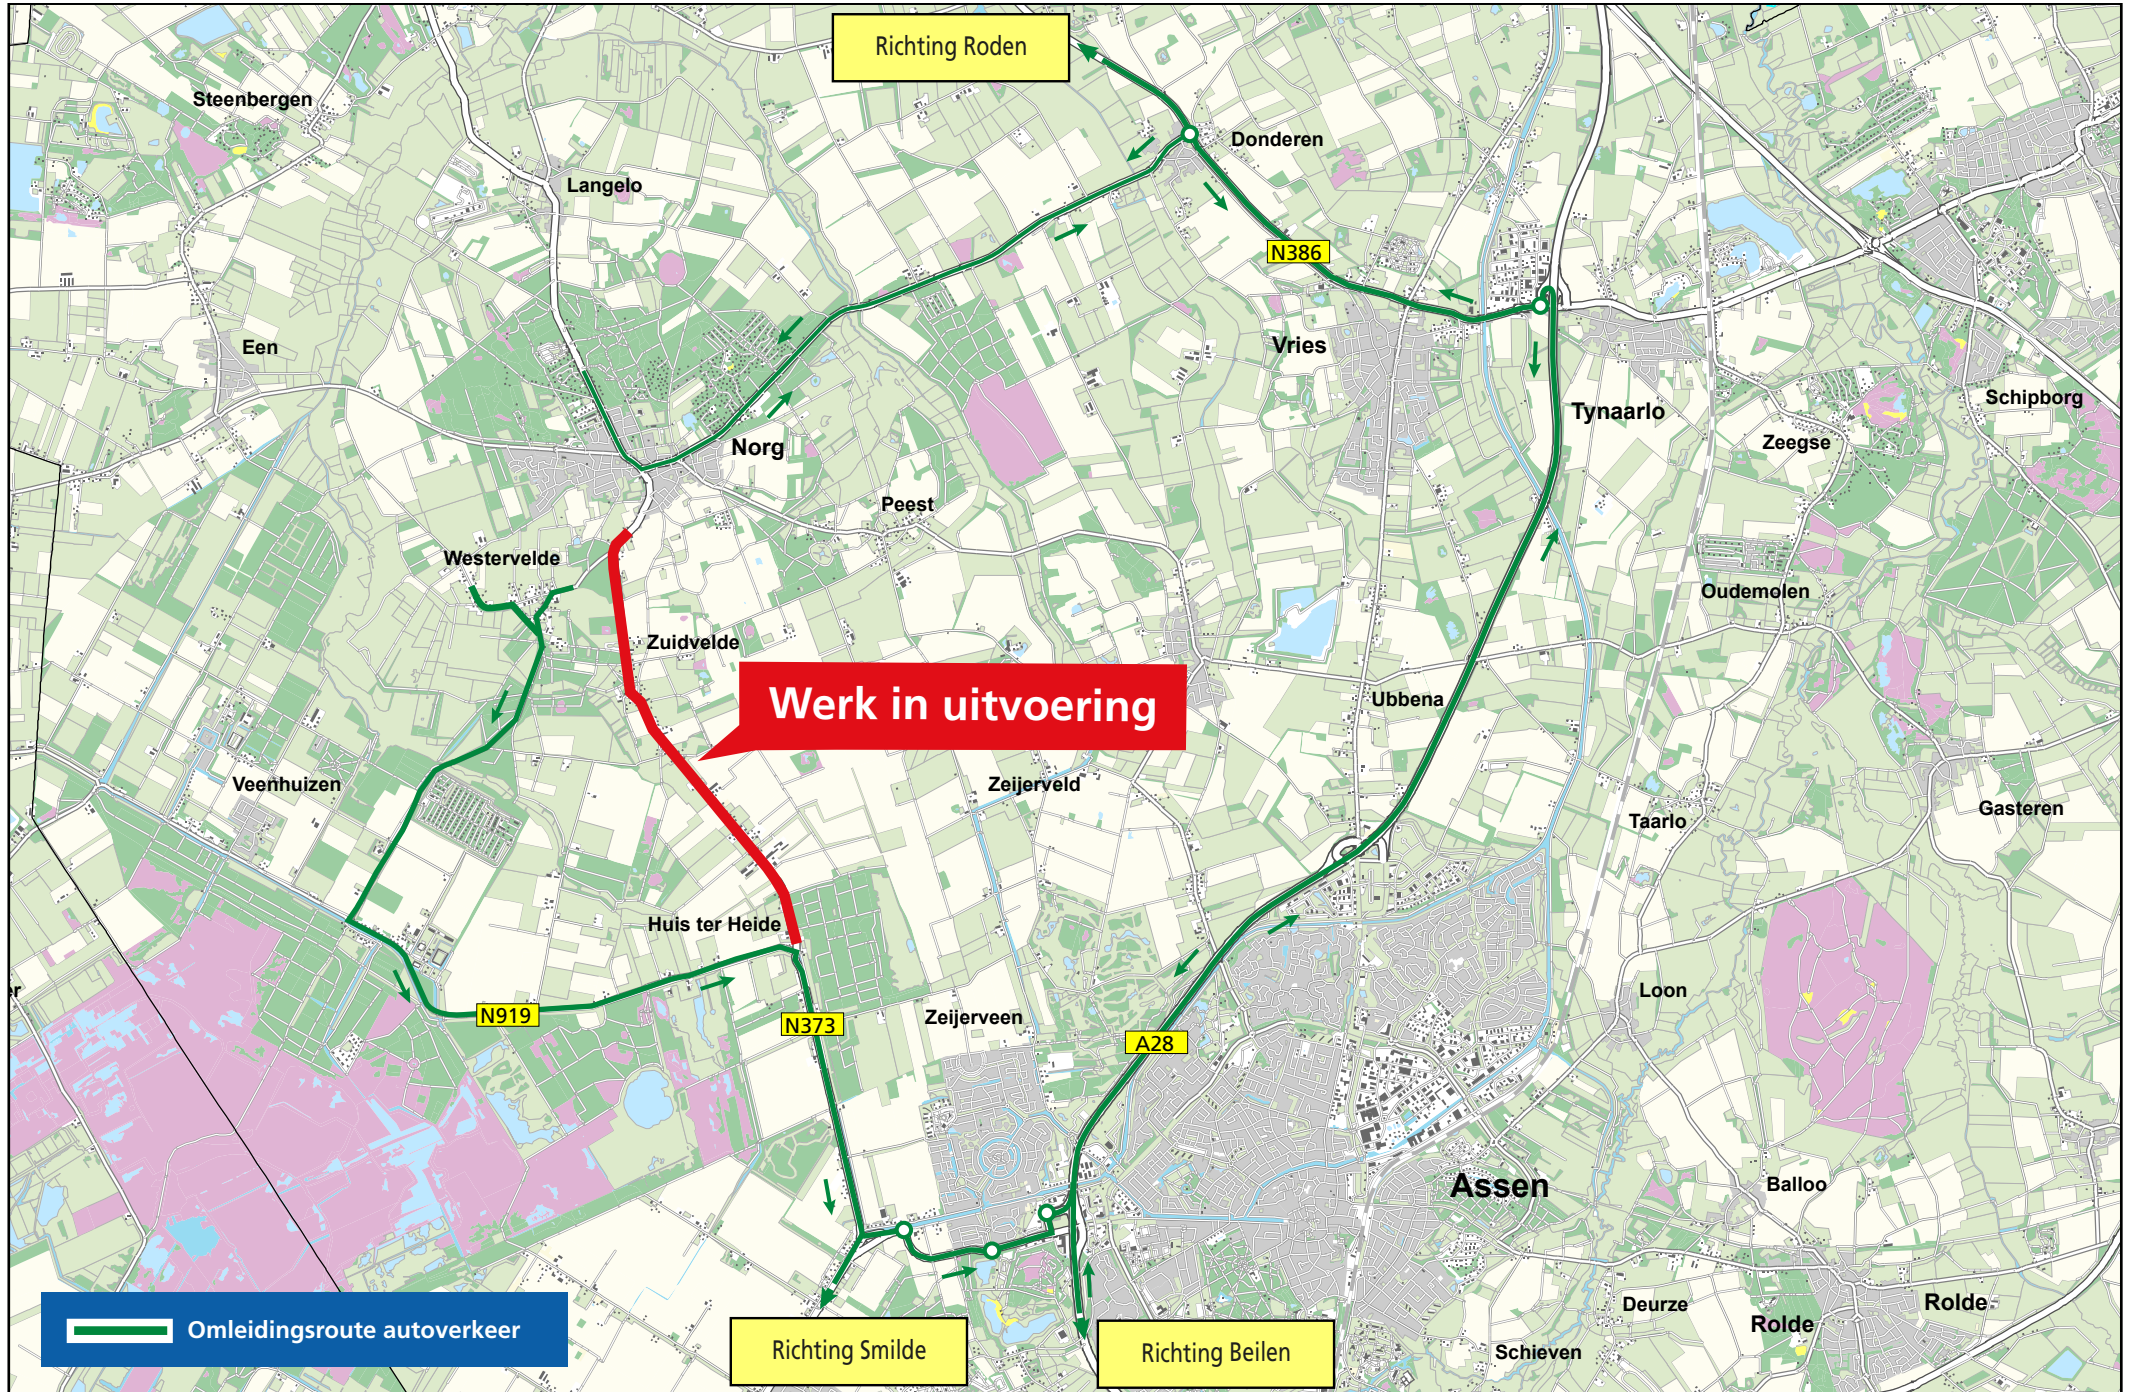 Richting Roden
Steenbergen
Donderen
Langelo
N386
Vries
Een
Tynaarlo
Schipborg
Zeegse
Norg
Peest
Westervelde
Oudemolen
Zuidvelde
Werk in uitvoering
Ubbena
Veenhuizen
Zeijerveld
Taarlo
Gasteren
Huis ter Heide
er
Loon
N919
N373
Zeijerveen
A28
Assen
Balloo
Omleidingsroute autoverkeer
Richting Smilde
Richting Beilen
Deurze
Rolde
Rolde
Schieven